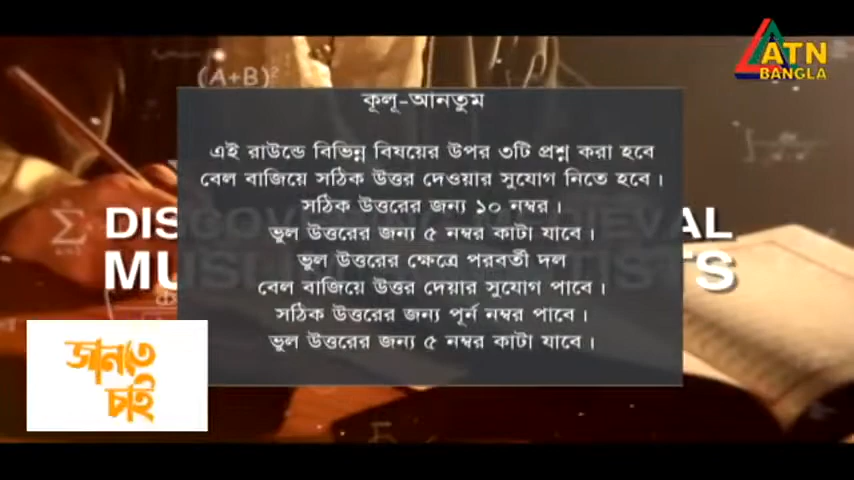 ATN
BANGLA
(A+B)²
কূলূ-আনতুম
এই রাউন্ডে বিভিন্ন বিষয়ের উপর ৩টি প্রশ্ন করা হবে
বেল বাজিয়ে সঠিক উত্তর দেওয়ার সুযোগ নিতে হবে।
সঠিক উত্তরের জন্য ১০ নম্বর।
ভুল উত্তরের জন্য ৫ নম্বর কাটা যাবে।
ভুল উত্তরের ক্ষেত্রে পরবর্তী দল
বেল বাজিয়ে উত্তর দেয়ার সুযোগ পাবে।
সঠিক উত্তরের জন্য পূর্ন নম্বর পাবে।
ভুল উত্তরের জন্য ৫ নম্বর কাটা যাবে।
জানতে
চাই